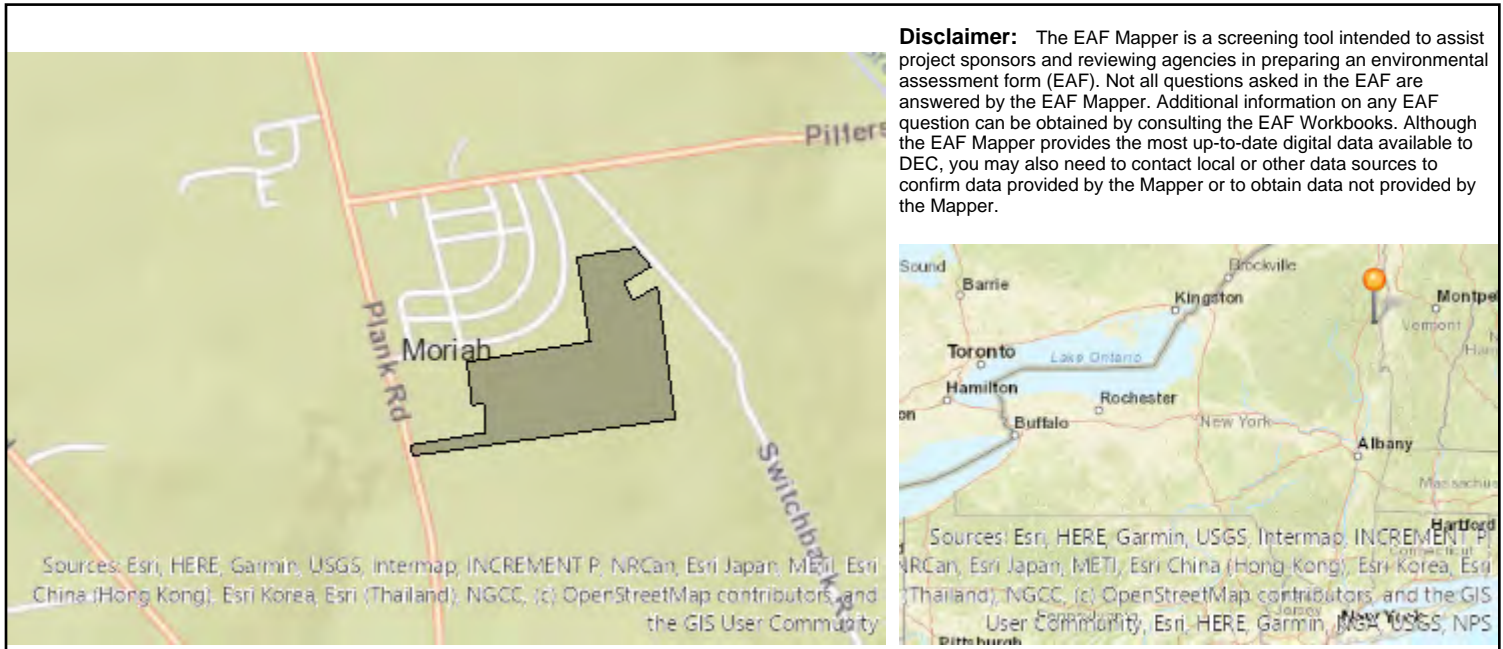 Disclaimer: The EAF Mapper is a screening tool intended to assist
project sponsors and reviewing agencies in preparing an environmental
assessment form (EAF). Not all questions asked in the EAF are
answered by the EAF Mapper. Additional information on any EAF
question can be obtained by consulting the EAF Workbooks. Although
the EAF Mapper provides the most up-to-date digital data available to
DEC, you may also need to contact local or other data sources to
confirm data provided by the Mapper or to obtain data not provided by
the Mapper.
Pilfers
Plank Rd
Moriah
Switchback R
Sources: Esri, HERE, Garmin, USGS, Intermap, INCREMENT P, NRCan, Esri Japan, METI, Esri
China (Hong Kong), Esri Korea, Esri (Thailand), NGCC, (c) OpenStreetMap contributors, and
the GIS User Community
Sound
Barrie
Brockville
Kingston
Montpe
Vermont
Toronto
Lake Ontario
Hamilton
Rochester
Buffalo
New York
Albany
Massachus
Hartford
Connecticut
Sources: Esri, HERE, Garmin, USGS, Intermap, INCREMENT P,
NRCan, Esri Japan, METI, Esri China (Hong Kong), Esri Korea, Esri
(Thailand), NGCC, (c) OpenStreetMap contributors, and the GIS
User Community, Esri, HERE, Garmin, NGA, USGS, NPS
Pennsylvania
Jersey
New York
Pittsburgh